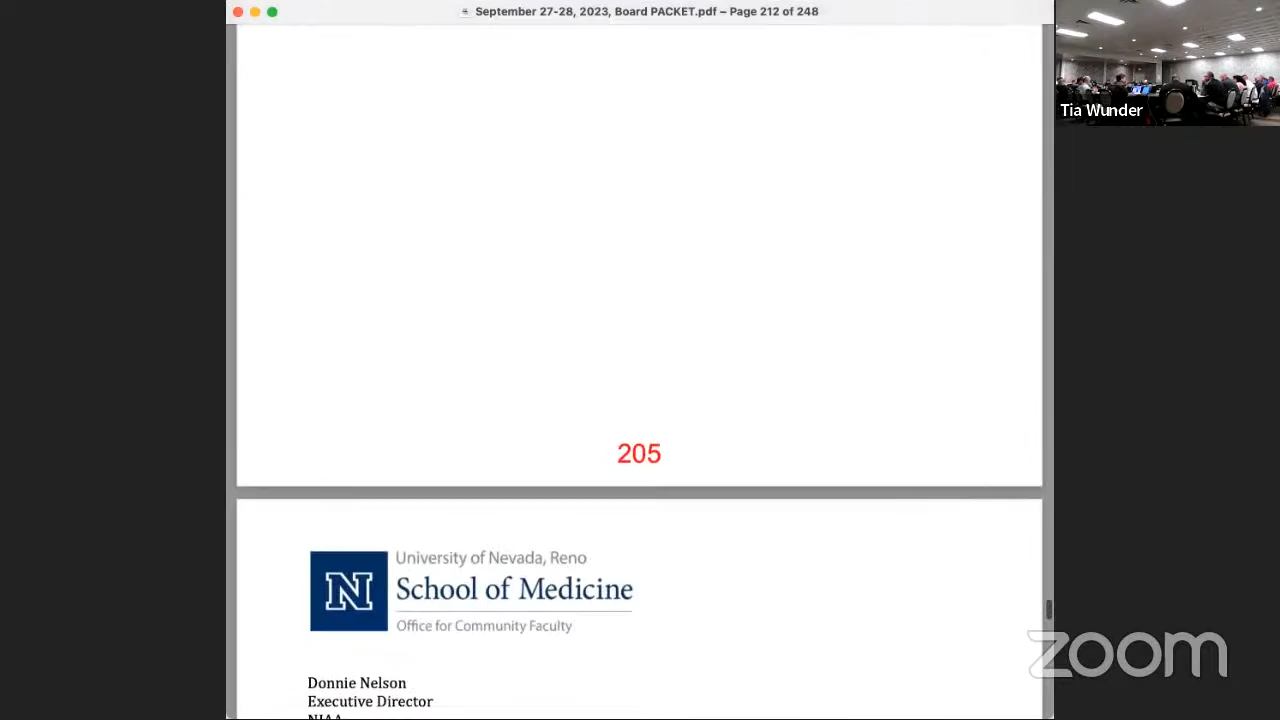 September 27-28, 2023, Board PACKET.pdf – Page 212 of 248
Tia Wunder
205
N
University of Nevada, Reno
School of Medicine
Office for Community Faculty
Donnie Nelson
Executive Director
NIAA
zoom